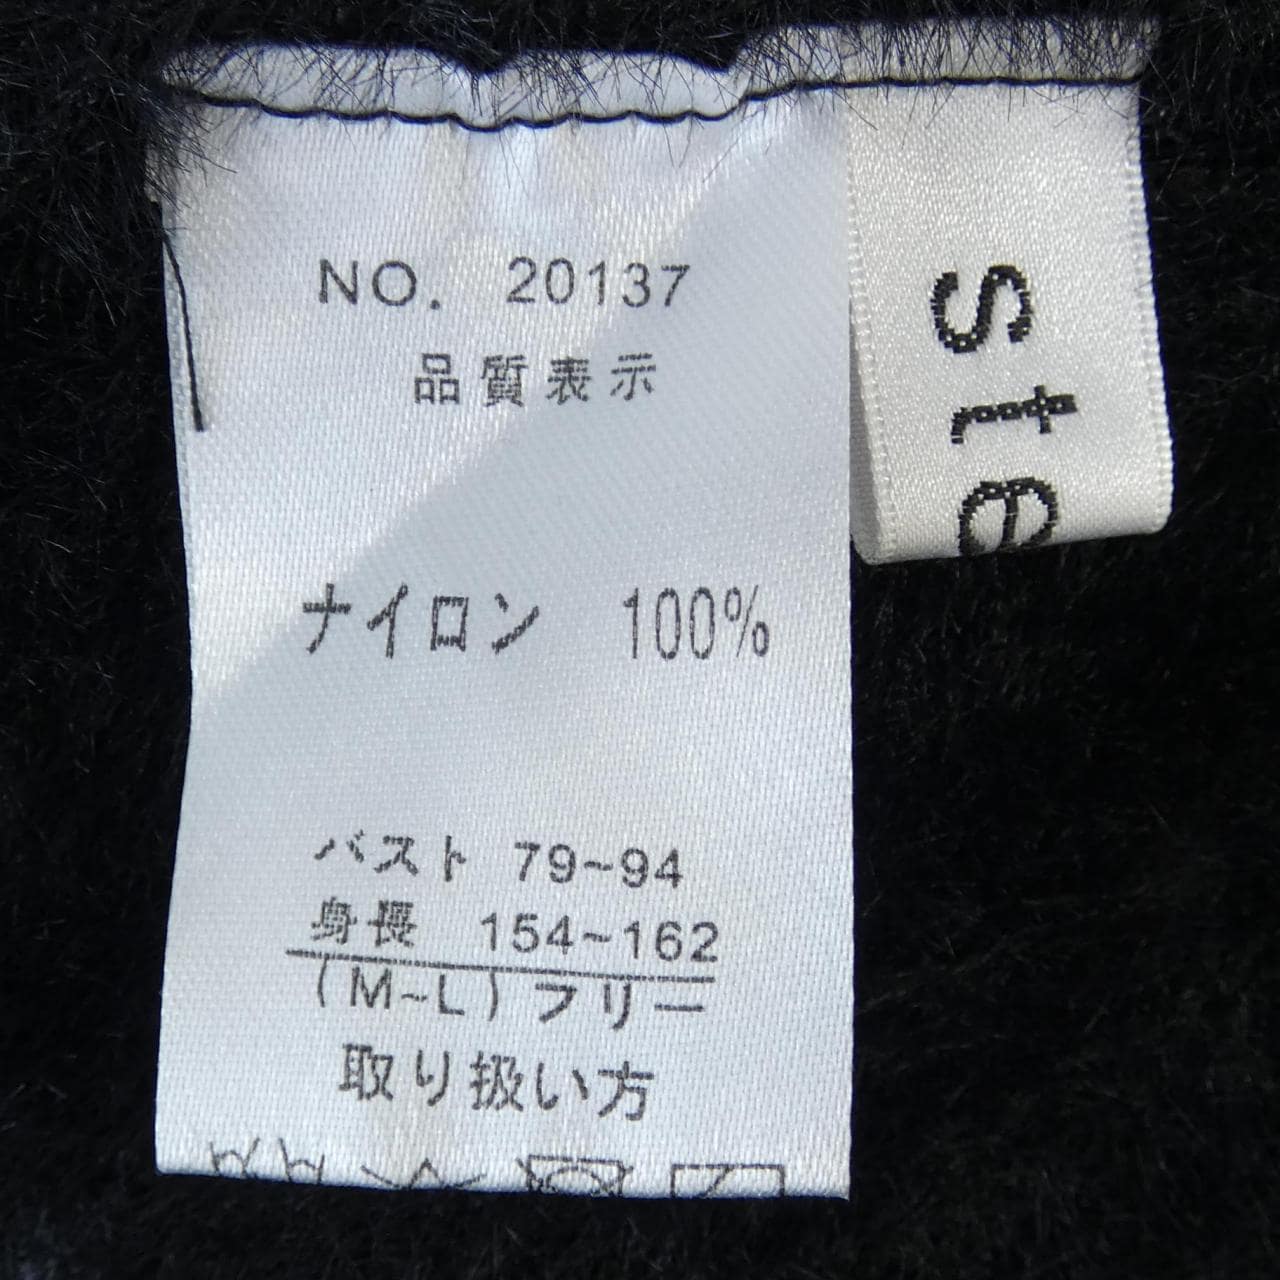 NO. 20137
品質表示
ナイロン 100%
バスト 79~94
身長 154~162
(M~L)フリー
取り扱い方
ste